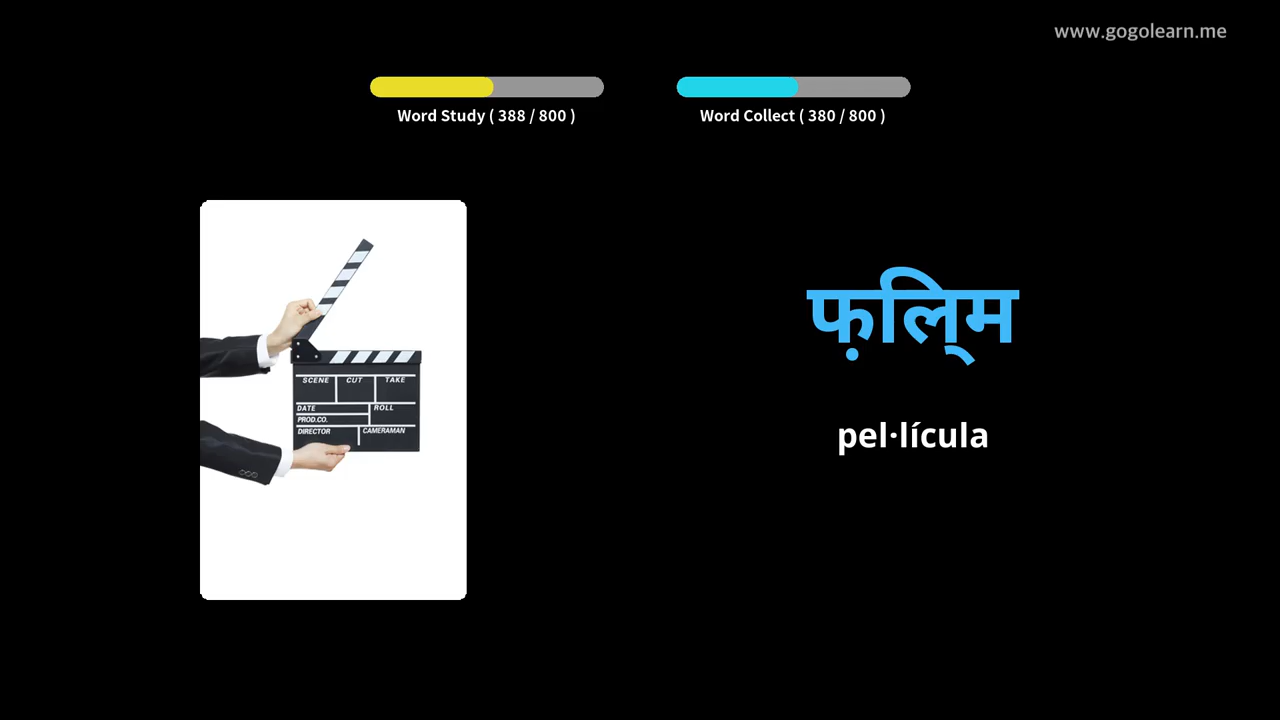 www.gogolearn.me
Word Study ( 388 / 800 )
Word Collect ( 380 / 800 )
SCENE CUT TAKE
DATE ROLL
PROD.CO.
DIRECTOR CAMERAMAN
फ़लि्म
pel·lícula